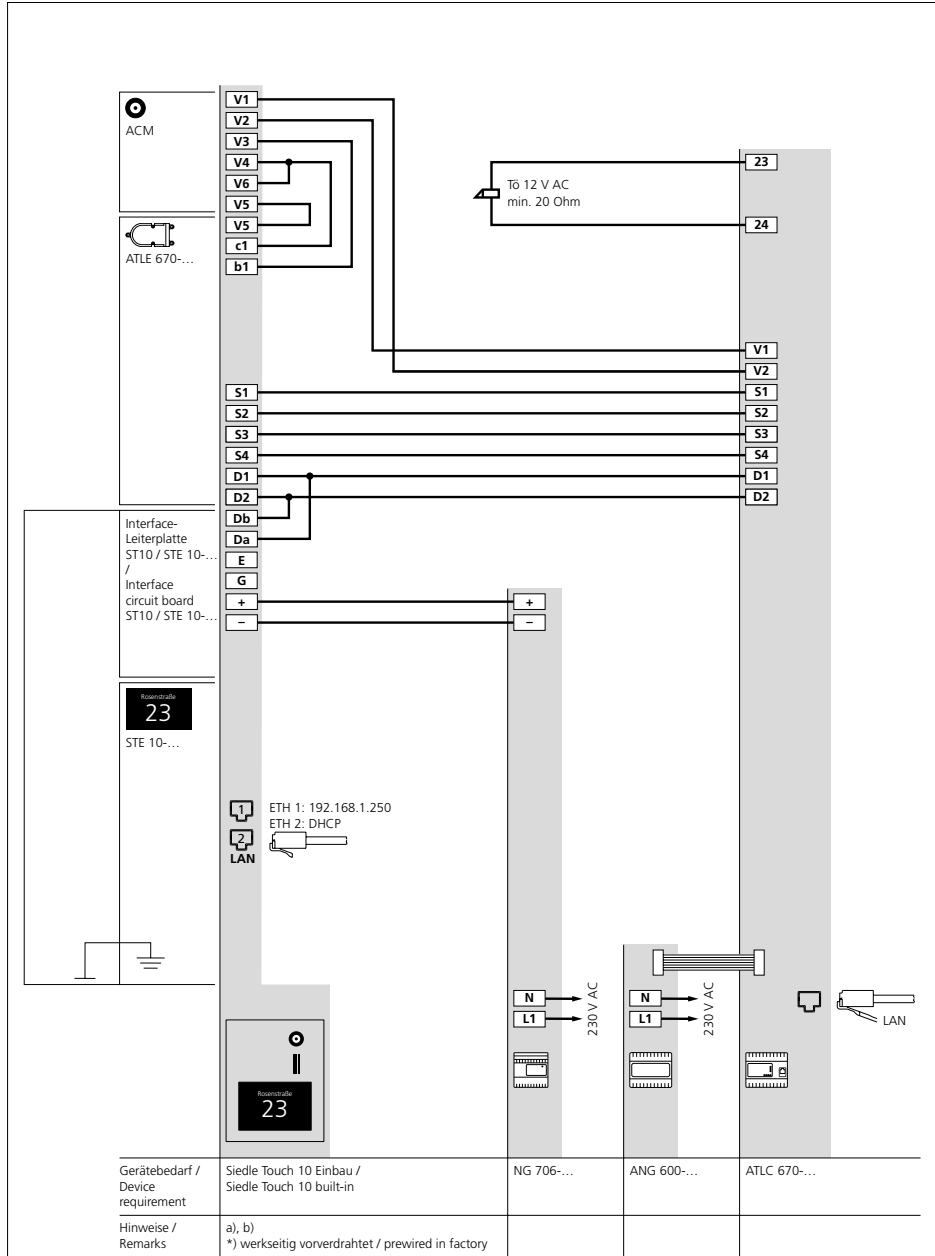 ACM
V1
V2
V3
V4
V6
V5
V5
c1
b1
ATLE 670-...
S1
S2
S3
S4
D1
D2
Db
Da
E
G
+
–
Interface-
Leiterplatte
ST10 / STE 10-...
/
Interface
circuit board
ST10 / STE 10-...
Rosenstraße
23
STE 10-...
1
2
LAN
ETH 1: 192.168.1.250
ETH 2: DHCP
Tö 12 V AC
min. 20 Ohm
23
24
V1
V2
S1
S2
S3
S4
D1
D2
+
–
N
L1
230 V AC
N
L1
230 V AC
LAN
Rosenstraße
23
Gerätebedarf /
Device
requirement
Siedle Touch 10 Einbau /
Siedle Touch 10 built-in
NG 706-...
ANG 600-...
ATLC 670-...
Hinweise /
Remarks
a), b)
*) werkseitig vorverdrahtet / prewired in factory